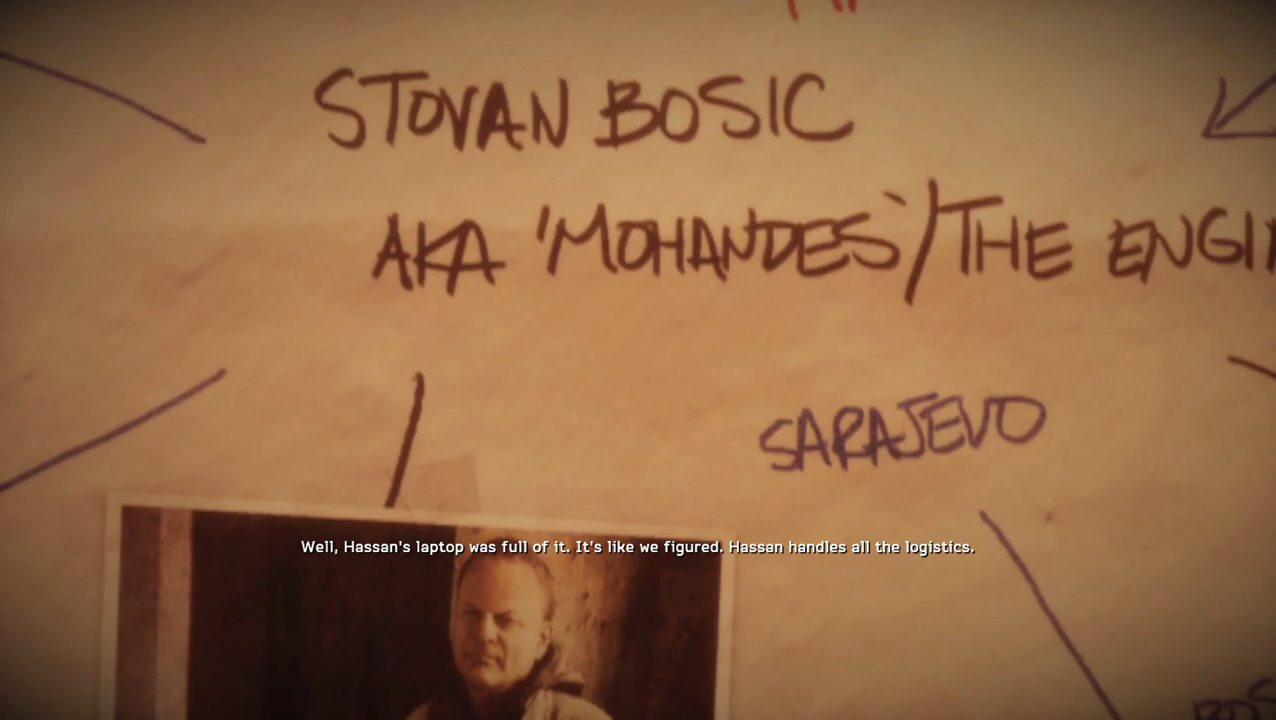 STOVAN BOSIC
AKA 'MOHANDES'/THE ENGI
SARAJEVO
Well, Hassan's laptop was full of it. It's like we figured. Hassan handles all the logistics.
BOS